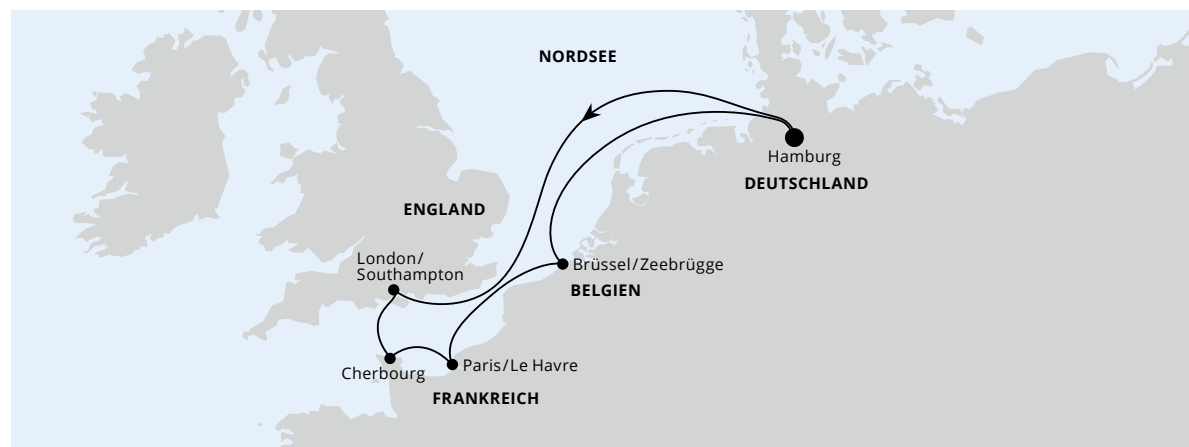 NORDSEE
Hamburg
DEUTSCHLAND
ENGLAND
London/
Southampton
Brüssel/Zeebrügge
BELGIEN
Cherbourg
Paris/Le Havre
FRANKREICH